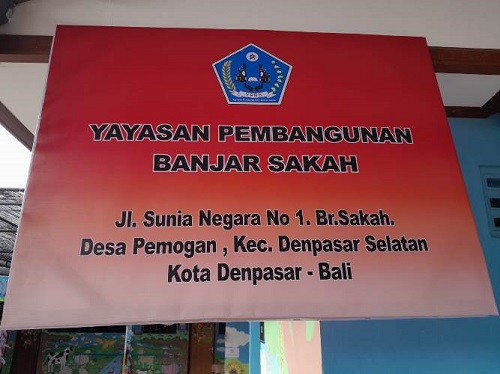 YAYASAN PEMBANGUNAN
BANJAR SAKAH
Jl. Sunia Negara No 1. Br.Sakah.
Desa Pemogan , Kec. Denpasar Selatan
Kota Denpasar - Bali